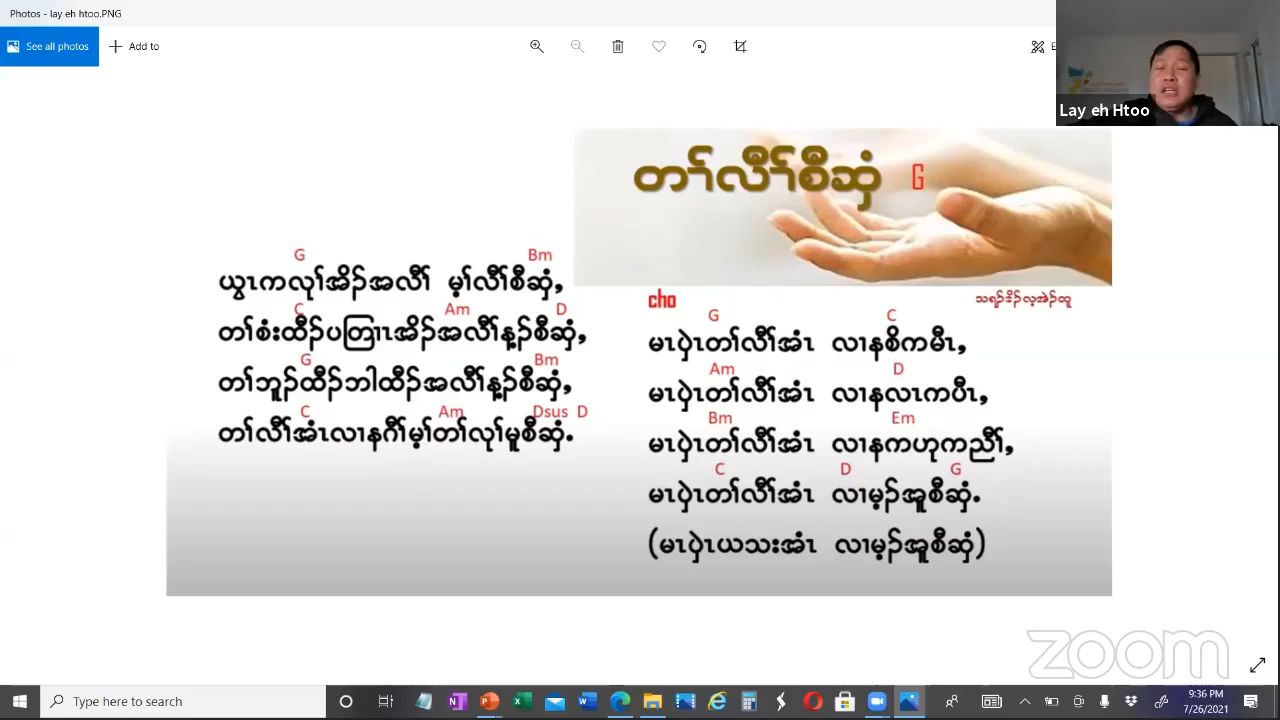 Photos - lay eh htoo.PNG
See all photos
Add to
Lay eh Htoo
တၢ်လီၢ်စီဆှံ G
G Bm
ယွၤကလုၢ်အိၣ်အလီၢ် မ့ၢ်လီၢ်စီဆှံ,
C Am D
တၢ်စံးထီၣ်ပတြၢၤအိၣ်အလီၢ်န့ၣ်စီဆှံ,
G Bm
တၢ်ဘူၣ်ထီၣ်ဘါထီၣ်အလီၢ်န့ၣ်စီဆှံ,
C Am Dsus D
တၢ်လီၢ်အံၤလၢနဂီၢ်မ့ၢ်တၢ်လုၢ်မူစီဆှံ.
cho
သရၣ်ဒိၣ်လ့အဲၣ်ထူ
G C
မၤပှဲၤတၢ်လီၢ်အံၤ လၢနစိကမီၤ,
Am D
မၤပှဲၤတၢ်လီၢ်အံၤ လၢနလၤကပီၤ,
Bm Em
မၤပှဲၤတၢ်လီၢ်အံၤ လၢနကဟုကညီၢ်,
C D G
မၤပှဲၤတၢ်လီၢ်အံၤ လၢမ့ၣ်အူစီဆှံ.
(မၤပှဲၤယသးအံၤ လၢမ့ၣ်အူစီဆှံ)
zoom
Type here to search
9:36 PM
7/26/2021